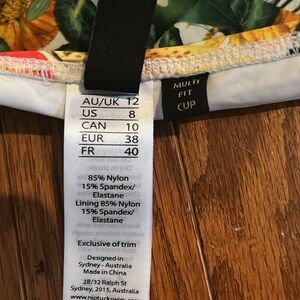 AU/UK 12
US 8
CAN 10
EUR 38
FR 40
85% Nylon
15% Spandex/
Elastane
Lining 85% Nylon
15% Spandex/
Elastane
Exclusive of trim
Designed in
Sydney - Australia
Made in China
28/32 Ralph St
Sydney, 2015, Australia
MULTI
FIT
CUP